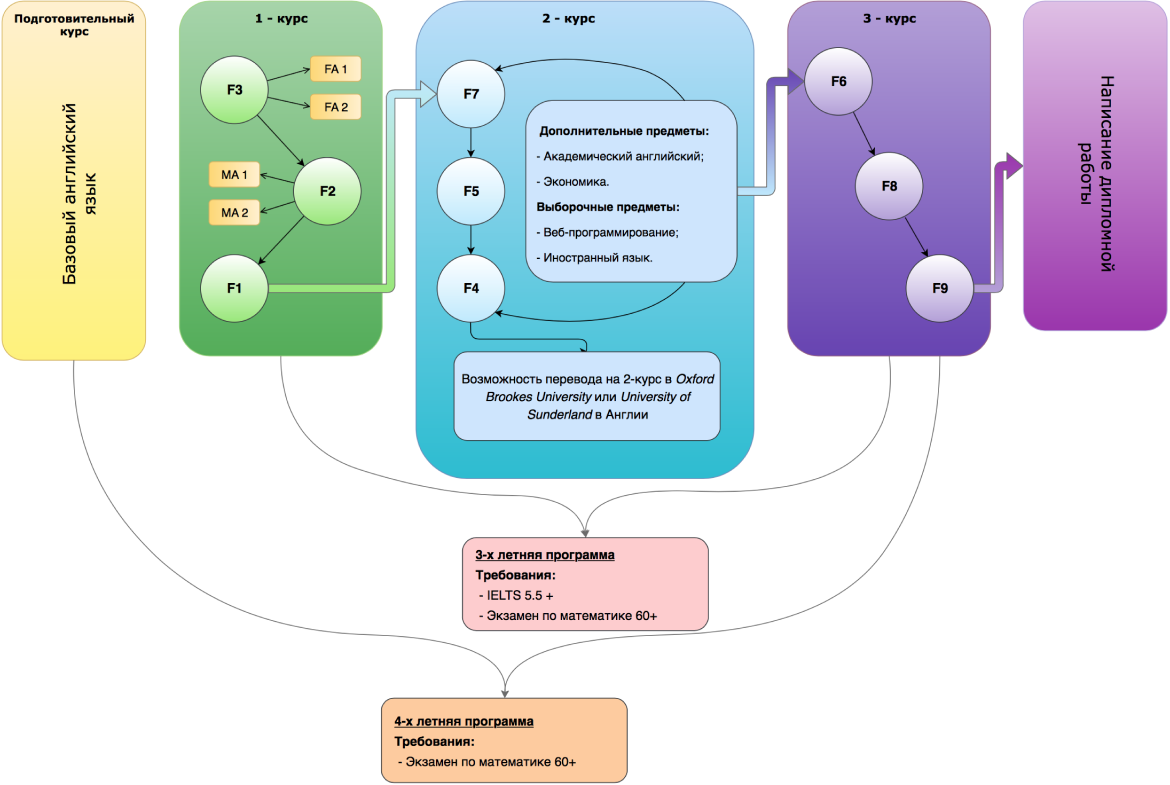 Подготовительный
курс
Базовый английский
язык
1 - курс
F3
FA 1
FA 2
MA 1
F2
MA 2
F1
2 - курс
F7
F5
F4
Дополнительные предметы:
- Академический английский;
- Экономика.
Выборочные предметы:
- Веб-программирование;
- Иностранный язык.
Возможность перевода на 2-курс в Oxford
Brookes University или University of
Sunderland в Англии
3 - курс
F6
F8
F9
Написание дипломной
работы
3-х летняя программа
Требования:
- IELTS 5.5 +
- Экзамен по математике 60+
4-х летняя программа
Требования:
- Экзамен по математике 60+